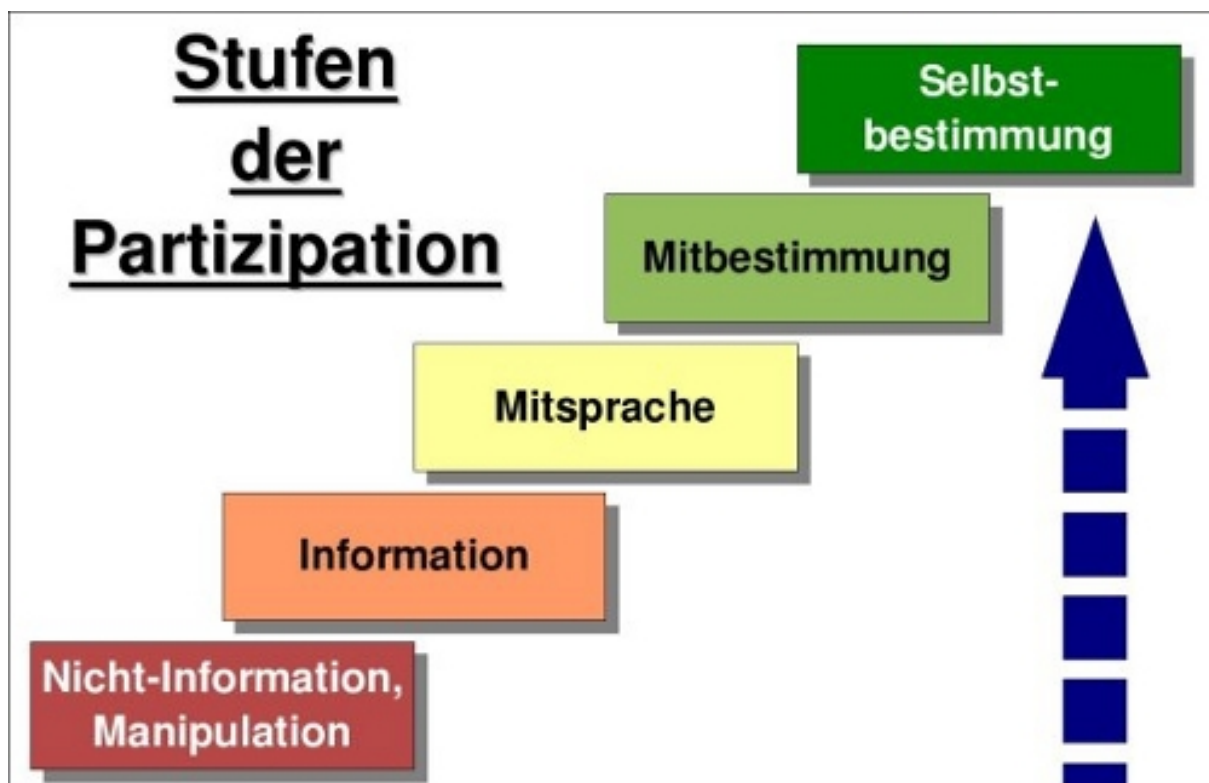 Stufen
der
Partizipation
Selbst-
bestimmung
Mitbestimmung
Mitsprache
Information
Nicht-Information,
Manipulation